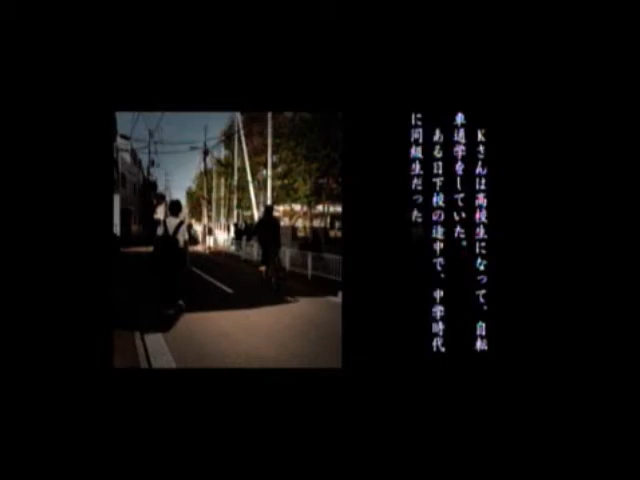 Kさんは高校生になって、自転
車通学をしていた。
ある日下校の途中で、中学時代
に同級生だった